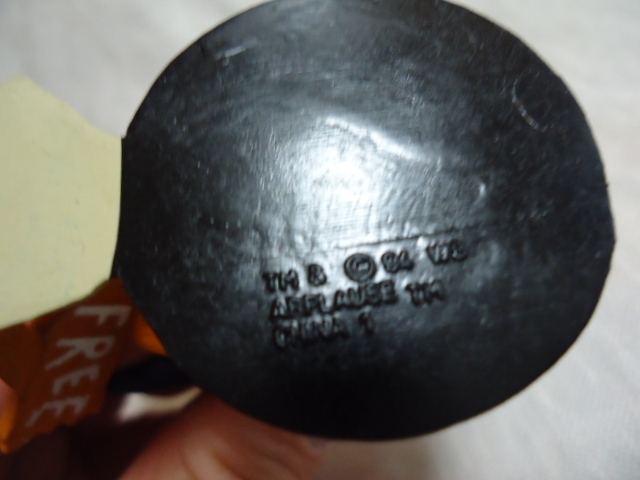 TM & © 94 WB
APPLAUSE TM
CHINA 1
FREE